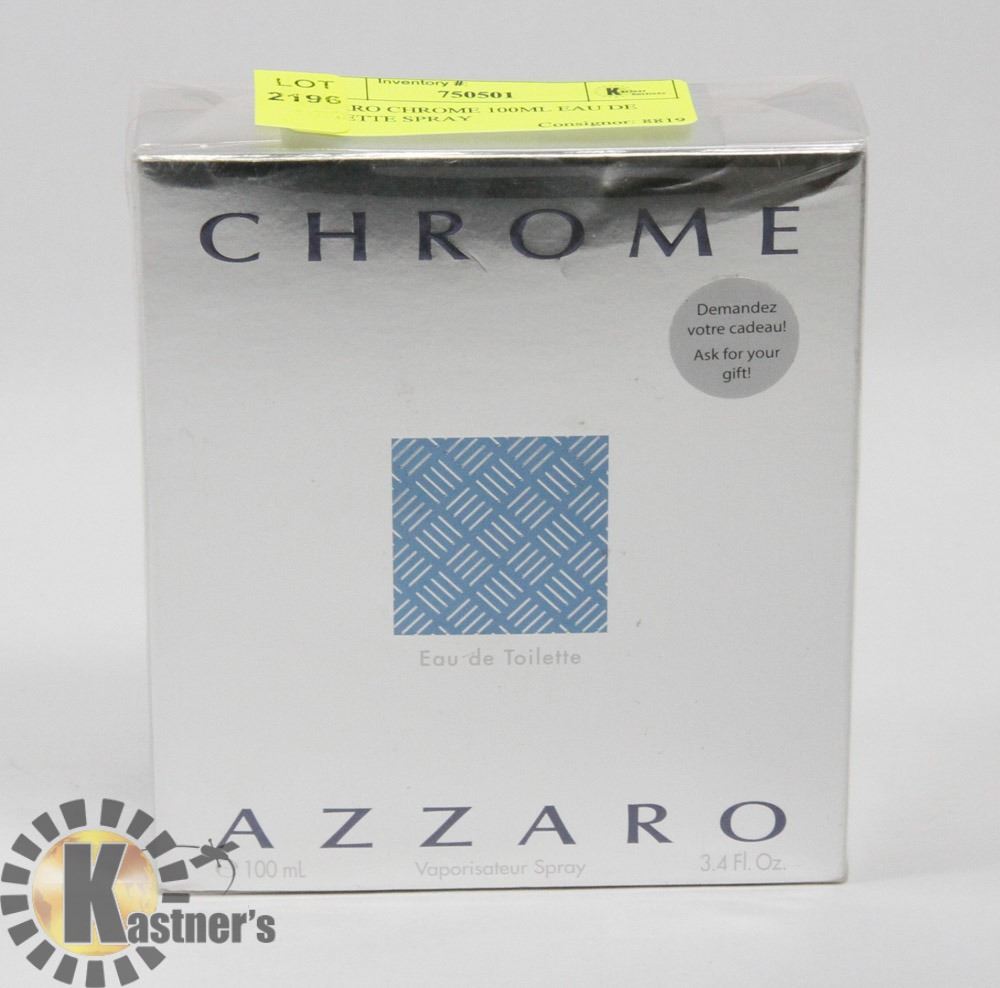 LOT
2196
Inventory #:
750501
RO CHROME 100ML EAU DE
ETTE SPRAY
Consignor: 8819
CHROME
Demandez
votre cadeau!
Ask for your
gift!
Eau de Toilette
AZZARO
100 mL
Vaporisateur Spray
3.4 Fl. Oz.
Kastner's